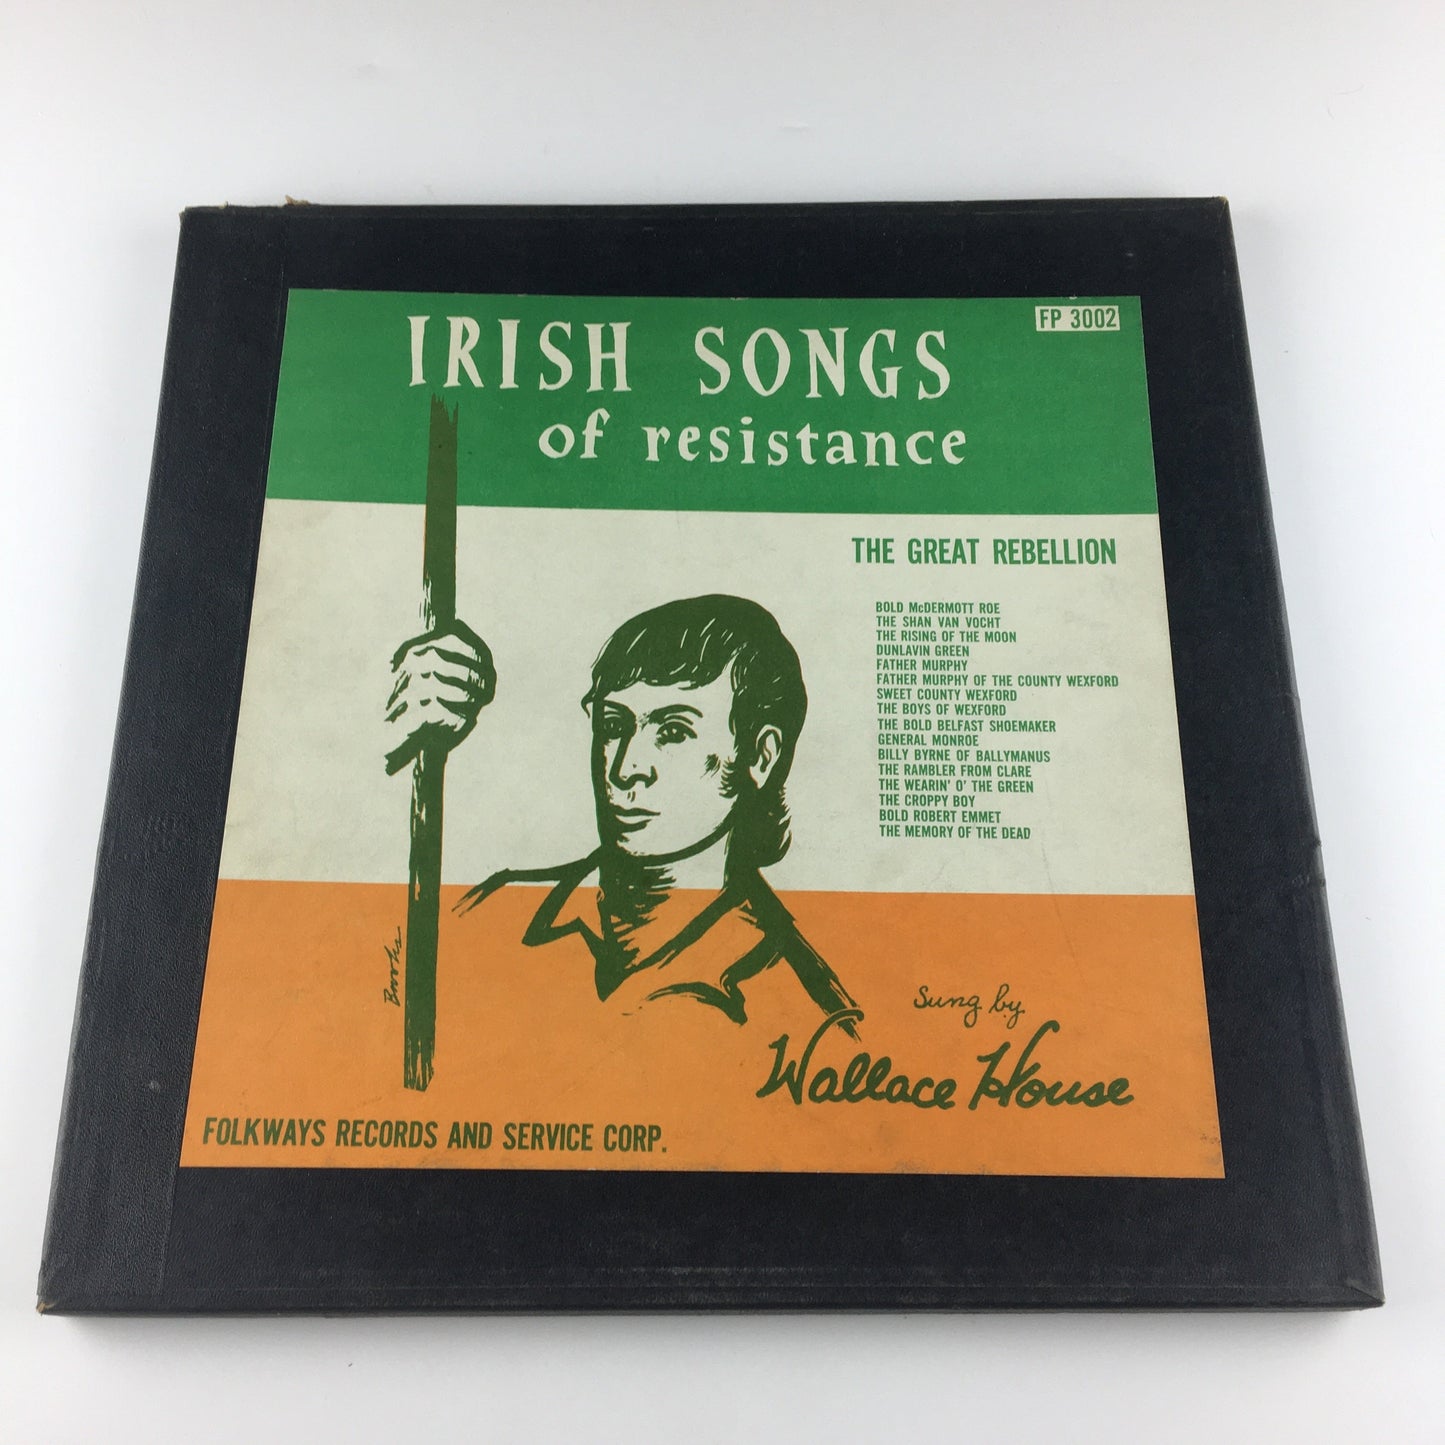 IRISH SONGS
of resistance
FP 3002
THE GREAT REBELLION
BOLD McDERMOTT ROE
THE SHAN VAN VOCHT
THE RISING OF THE MOON
DUNLAVIN GREEN
FATHER MURPHY
FATHER MURPHY OF THE COUNTY WEXFORD
SWEET COUNTY WEXFORD
THE BOYS OF WEXFORD
THE BOLD BELFAST SHOEMAKER
GENERAL MONROE
BILLY BYRNE OF BALLYMANUS
THE RAMBLER FROM CLARE
THE WEARIN' O' THE GREEN
THE CROPPY BOY
BOLD ROBERT EMMET
THE MEMORY OF THE DEAD
Brooks
Sung by
Wallace House
FOLKWAYS RECORDS AND SERVICE CORP.